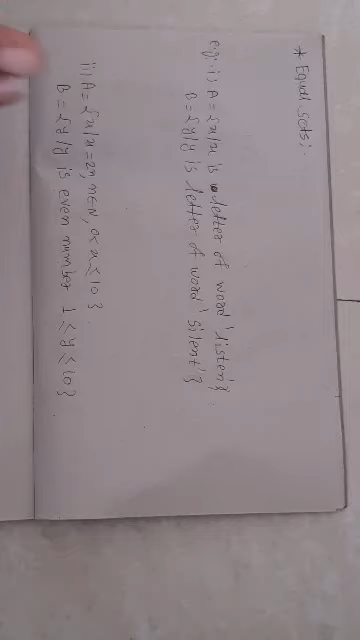 * Equal sets :-
e.g. i) A = {x/x is letter of word 'listen'}
B = {y/y is letter of word 'silent'}
ii) A = {x/x = 2n, n∈N, 0<x≤10}
B = {y/y is even number 1≤y≤10}